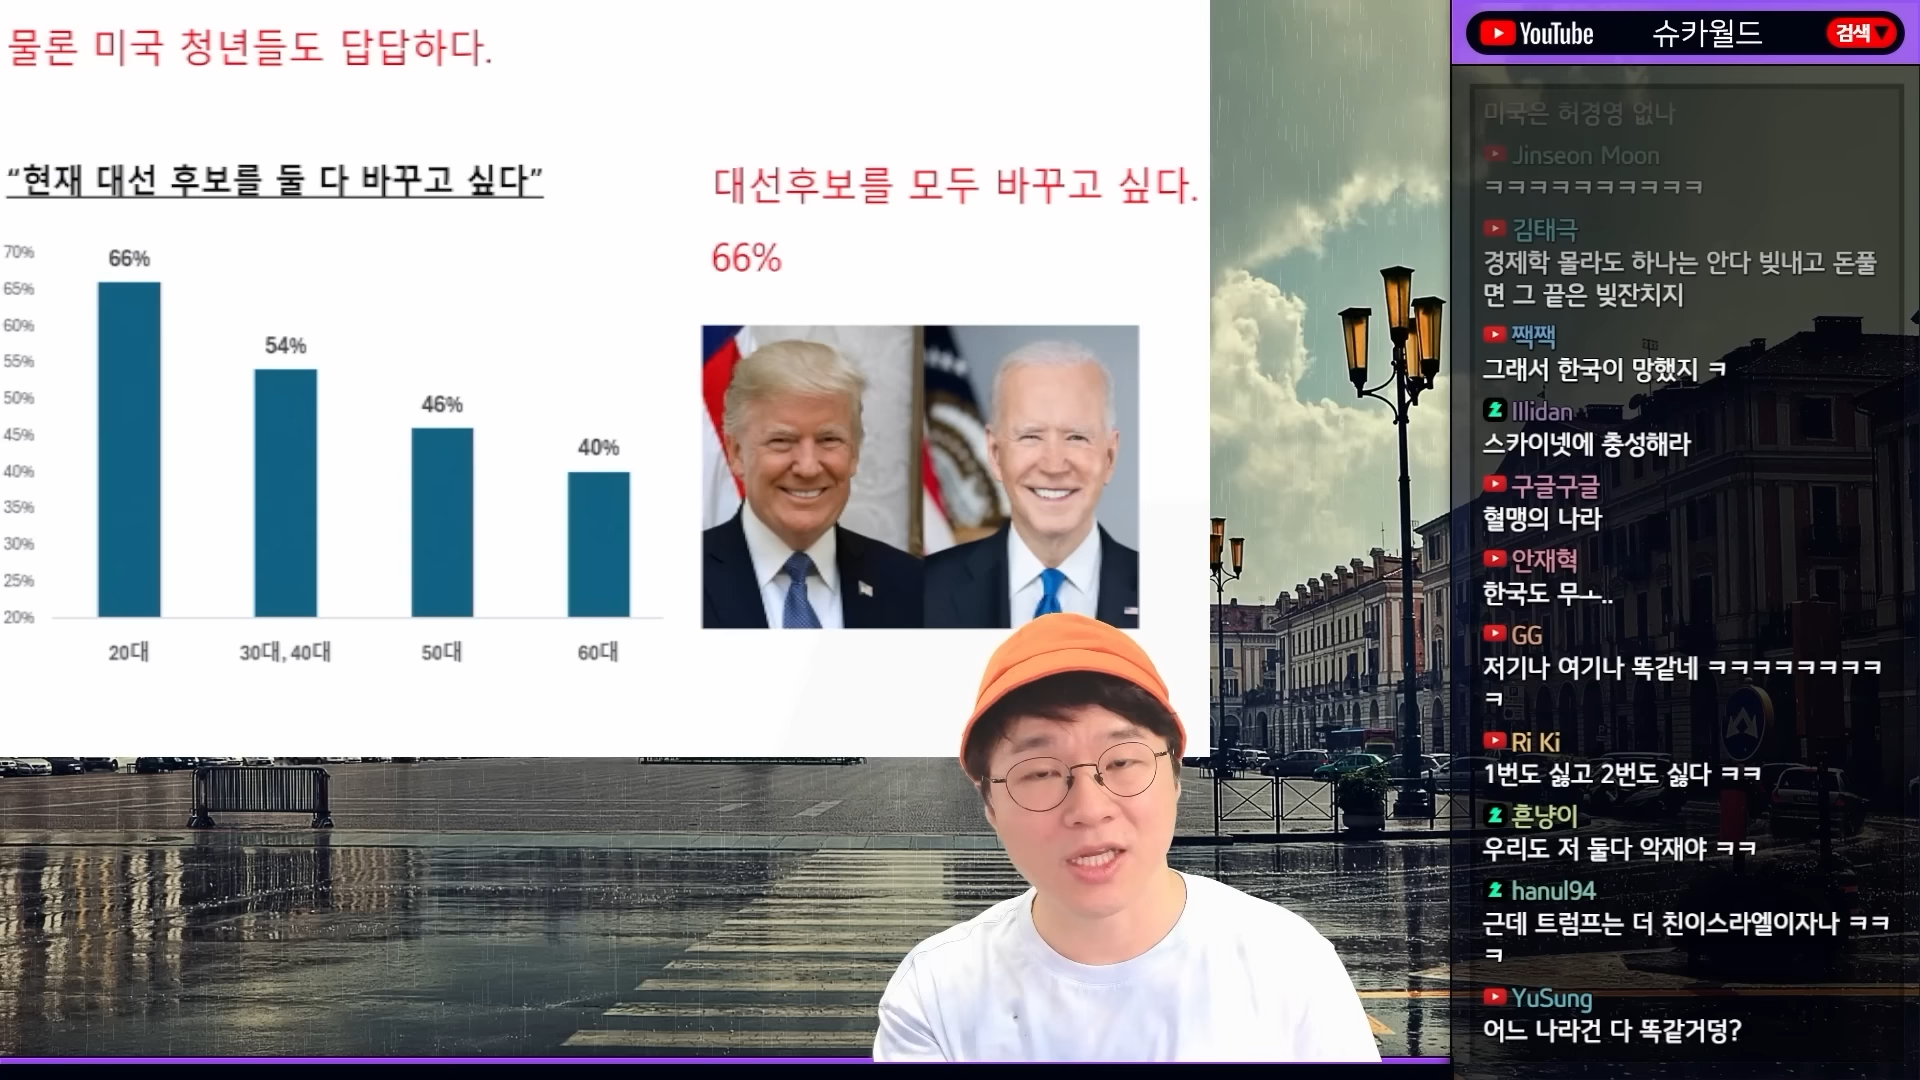 물론 미국 청년들도 답답하다.
“현재 대선 후보를 둘 다 바꾸고 싶다”
70%
65%
60%
55%
50%
45%
40%
35%
30%
25%
20%
66%
54%
46%
40%
20대
30대, 40대
50대
60대
대선후보를 모두 바꾸고 싶다.
66%
YouTube
슈카월드
검색
미국은 허경영 없나
Jinseon Moon
ㅋㅋㅋㅋㅋㅋㅋㅋㅋㅋ
김태극
경제학 몰라도 하나는 안다 빚내고 돈풀
면 그 끝은 빚잔치지
짹짹
그래서 한국이 망했지 ㅋ
Illidan
스카이넷에 충성해라
구글구글
혈맹의 나라
안재혁
한국도 무ㅗ..
GG
저기나 여기나 똑같네 ㅋㅋㅋㅋㅋㅋㅋㅋ
ㅋ
Ri Ki
1번도 싫고 2번도 싫다 ㅋㅋ
흔냥이
우리도 저 둘다 악재야 ㅋㅋ
hanul94
근데 트럼프는 더 친이스라엘이자나 ㅋㅋ
ㅋ
YuSung
어느 나라건 다 똑같거덩?